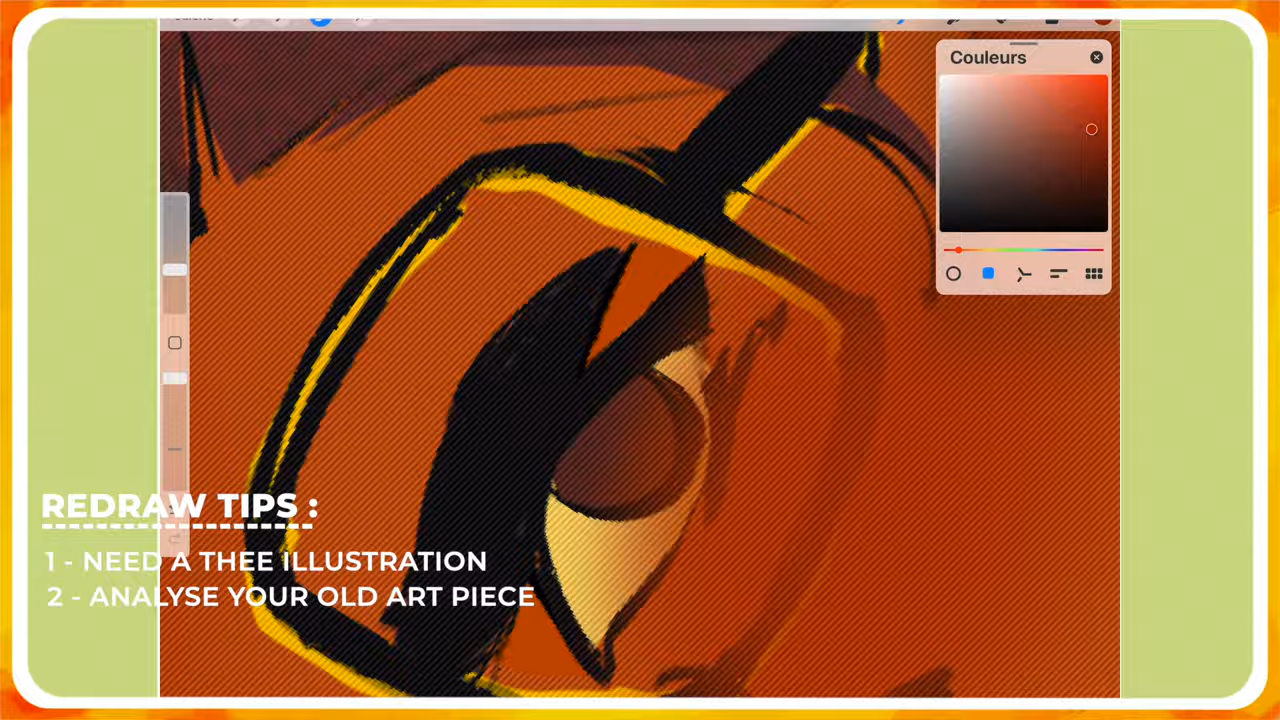 Couleurs
REDRAW TIPS :
1 - NEED A THEE ILLUSTRATION
2 - ANALYSE YOUR OLD ART PIECE